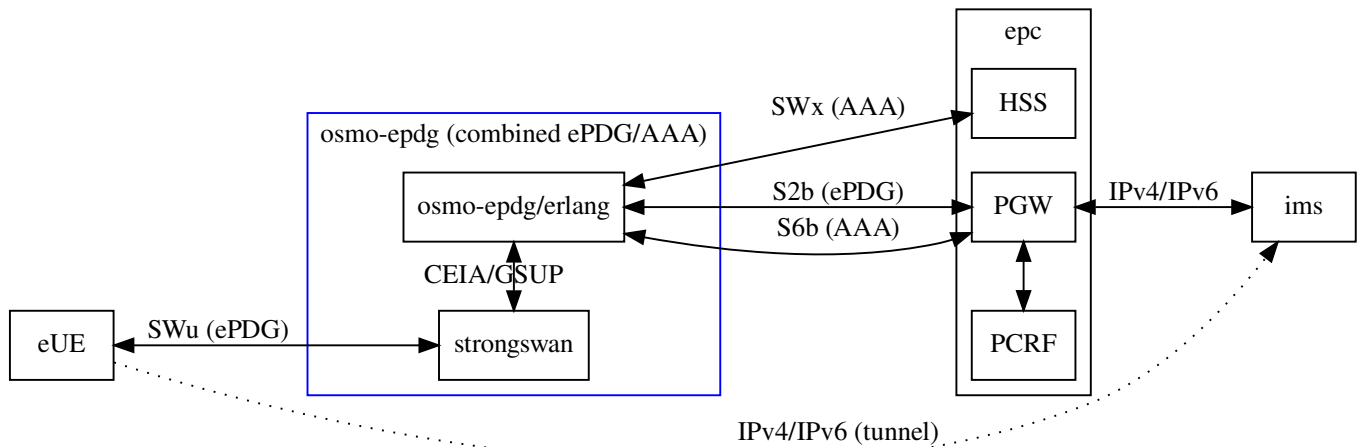 epc
HSS
SWx (AAA)
osmo-epdg (combined ePDG/AAA)
osmo-epdg/erlang
S2b (ePDG)
PGW
IPv4/IPv6
ims
S6b (AAA)
CEIA/GSUP
eUE
SWu (ePDG)
strongswan
PCRF
IPv4/IPv6 (tunnel)